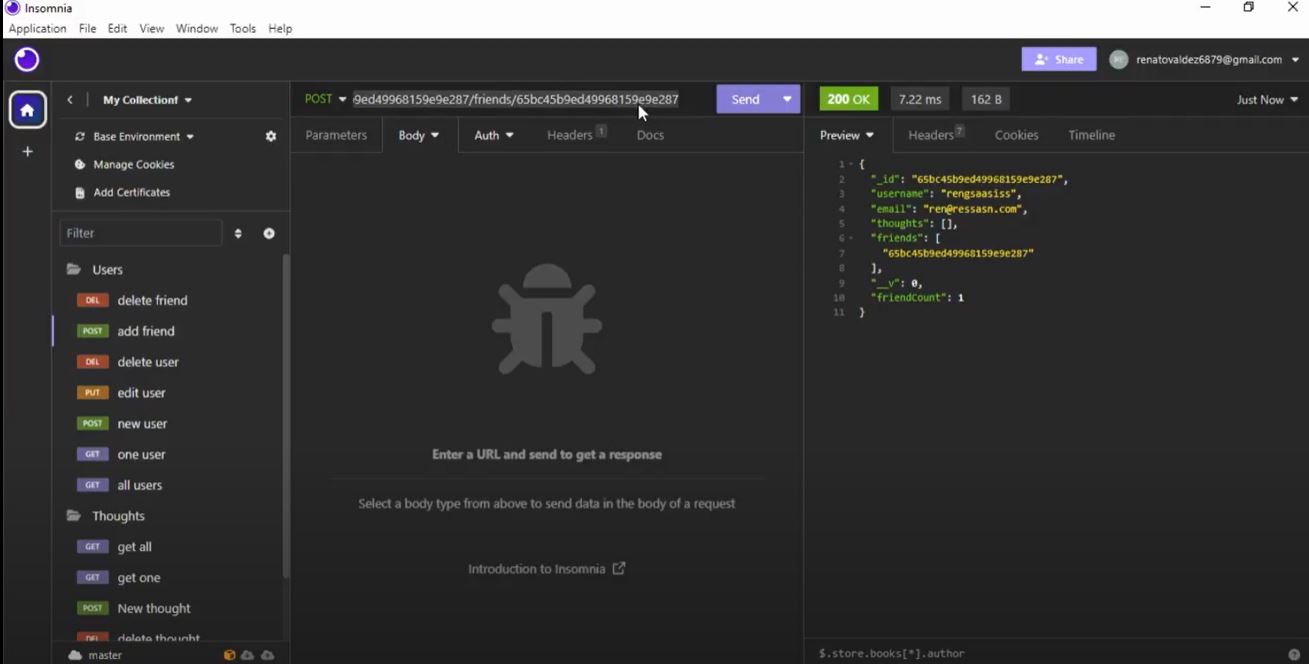 Insomnia
Application File Edit View Window Tools Help
Share
renatovaldez6879@gmail.com
My Collectionf
Base Environment
Manage Cookies
Add Certificates
Filter
Users
DEL delete friend
POST add friend
DEL delete user
PUT edit user
POST new user
GET one user
GET all users
Thoughts
GET get all
GET get one
POST New thought
DEL delete thought
master
POST 9ed49968159e9e287/friends/65bc45b9ed49968159e9e287 Send
Parameters Body Auth Headers 1 Docs
Enter a URL and send to get a response
Select a body type from above to send data in the body of a request
Introduction to Insomnia
200 OK 7.22 ms 162 B Just Now
Preview Headers 7 Cookies Timeline
1 {
2 "_id": "65bc45b9ed49968159e9e287",
3 "username": "rengsaasiss",
4 "email": "ren@ressasn.com",
5 "thoughts": [],
6 "friends": [
7 "65bc45b9ed49968159e9e287"
8 ],
9 "__v": 0,
10 "friendCount": 1
11 }
$.store.books[*].author